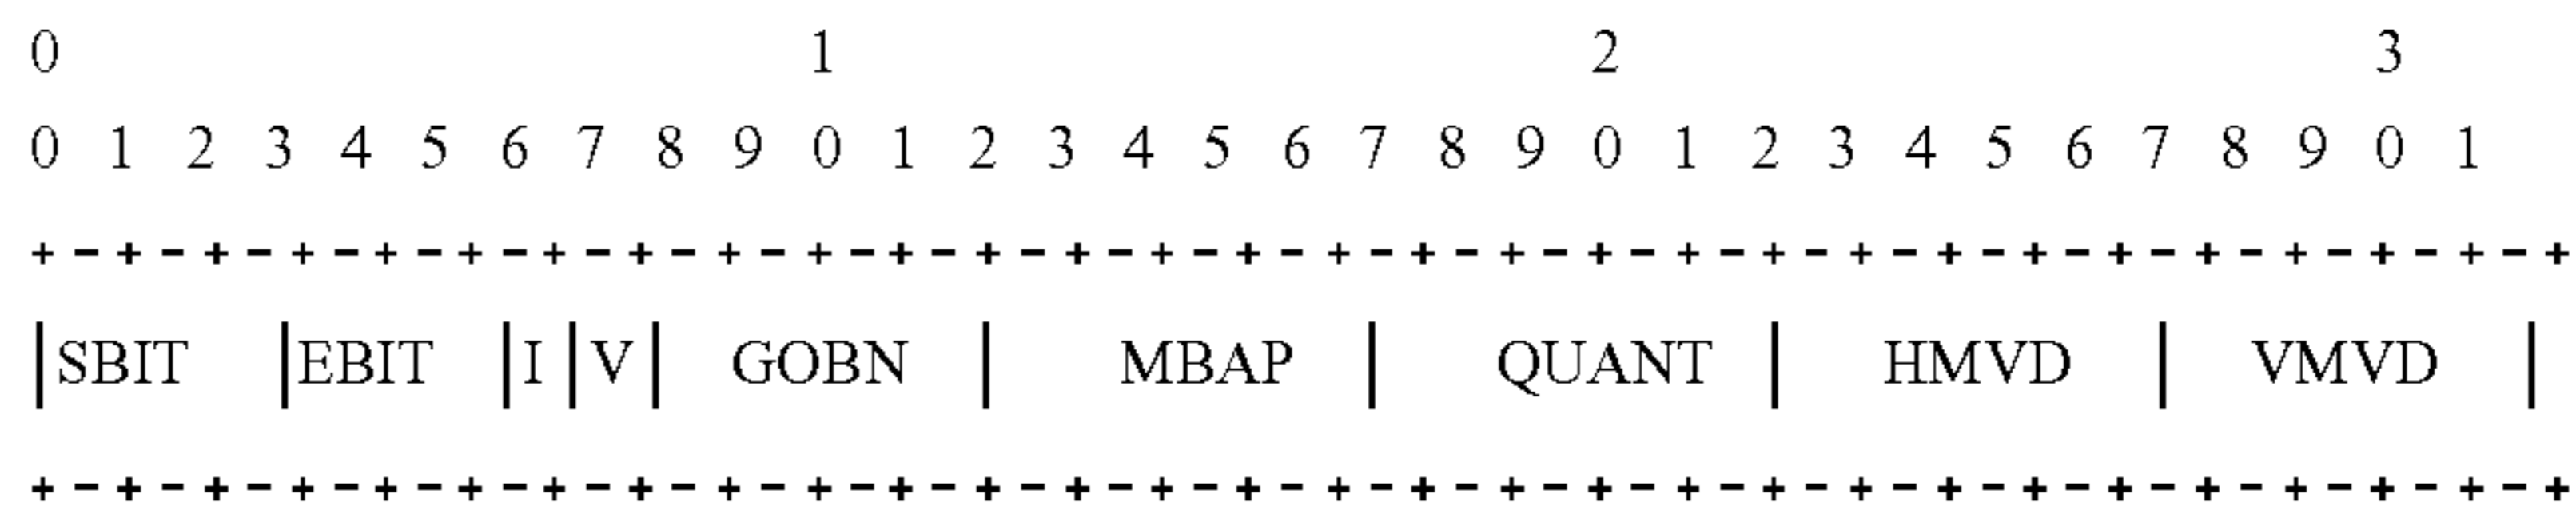 0 1 2 3
0 1 2 3 4 5 6 7 8 9 0 1 2 3 4 5 6 7 8 9 0 1 2 3 4 5 6 7 8 9 0 1
+-+-+-+-+-+-+-+-+-+-+-+-+-+-+-+-+-+-+-+-+-+-+-+-+-+-+-+-+-+
|SBIT |EBIT |I|V| GOBN | MBAP | QUANT | HMVD | VMVD |
+-+-+-+-+-+-+-+-+-+-+-+-+-+-+-+-+-+-+-+-+-+-+-+-+-+-+-+-+-+